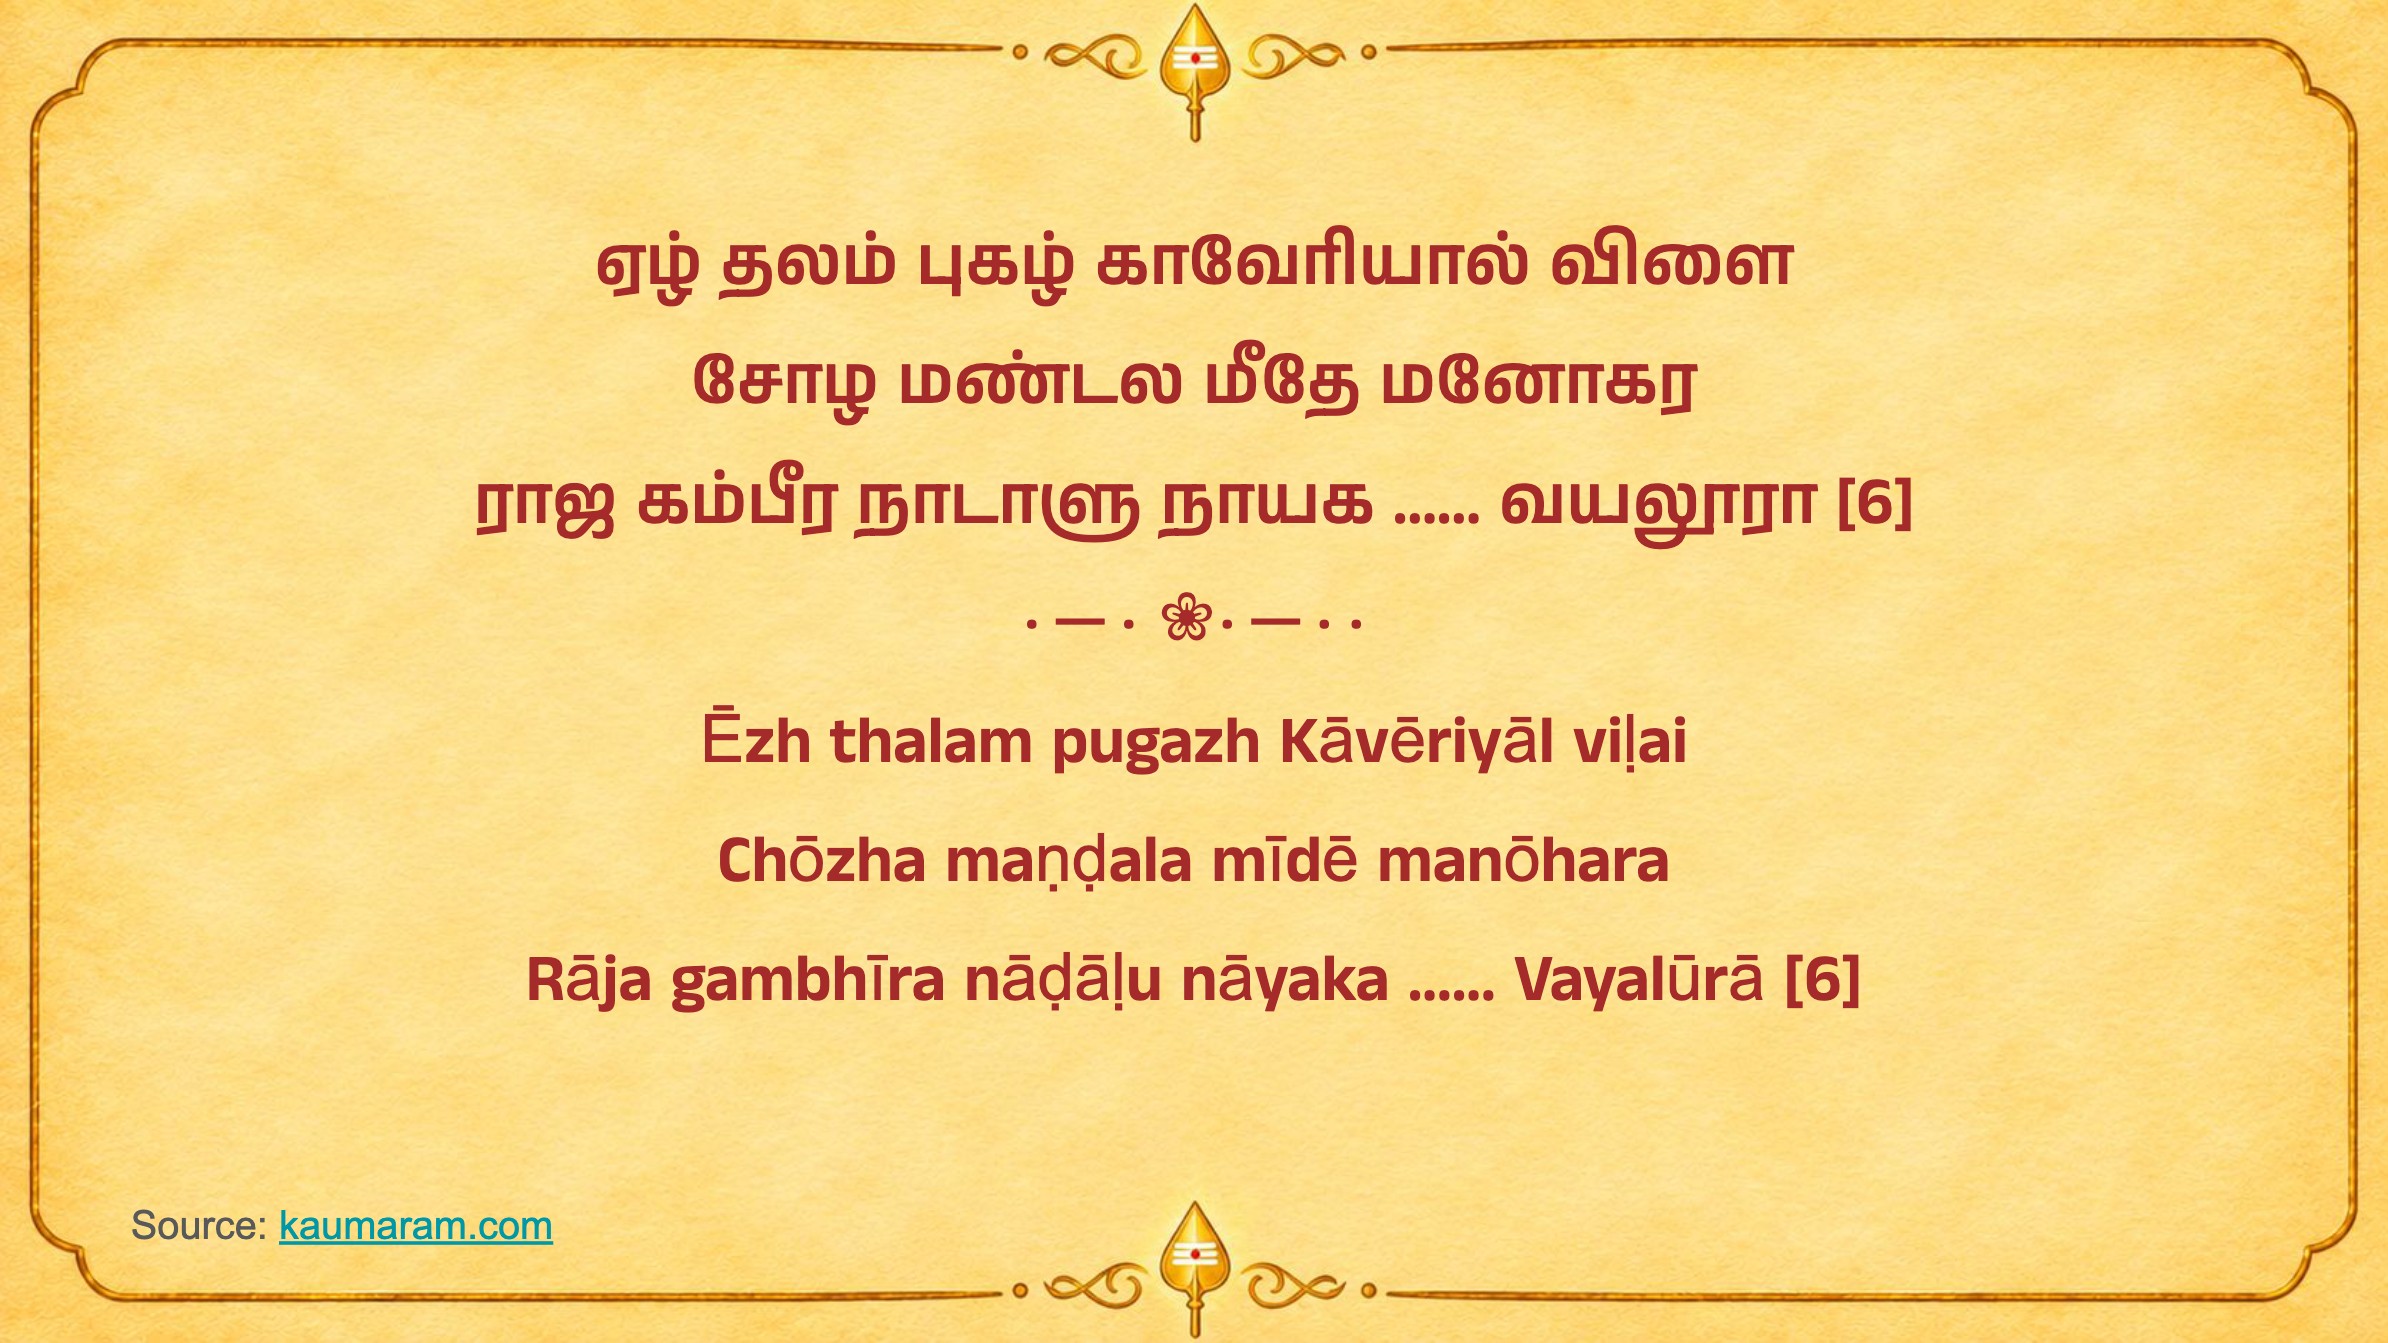 ஏழ் தலம் புகழ் காவேரியால் விளை
சோழ மண்டல மீதே மனோகர
ராஜ கம்பீர நாடாளு நாயக ...... வயலூரா [6]
· — · ❀· — · ·
Ēzh thalam pugazh Kāvēriyāl viḷai
Chōzha maṇḍala mīdē manōhara
Rāja gambhīra nāḍāḷu nāyaka ...... Vayalūrā [6]
Source: kaumaram.com